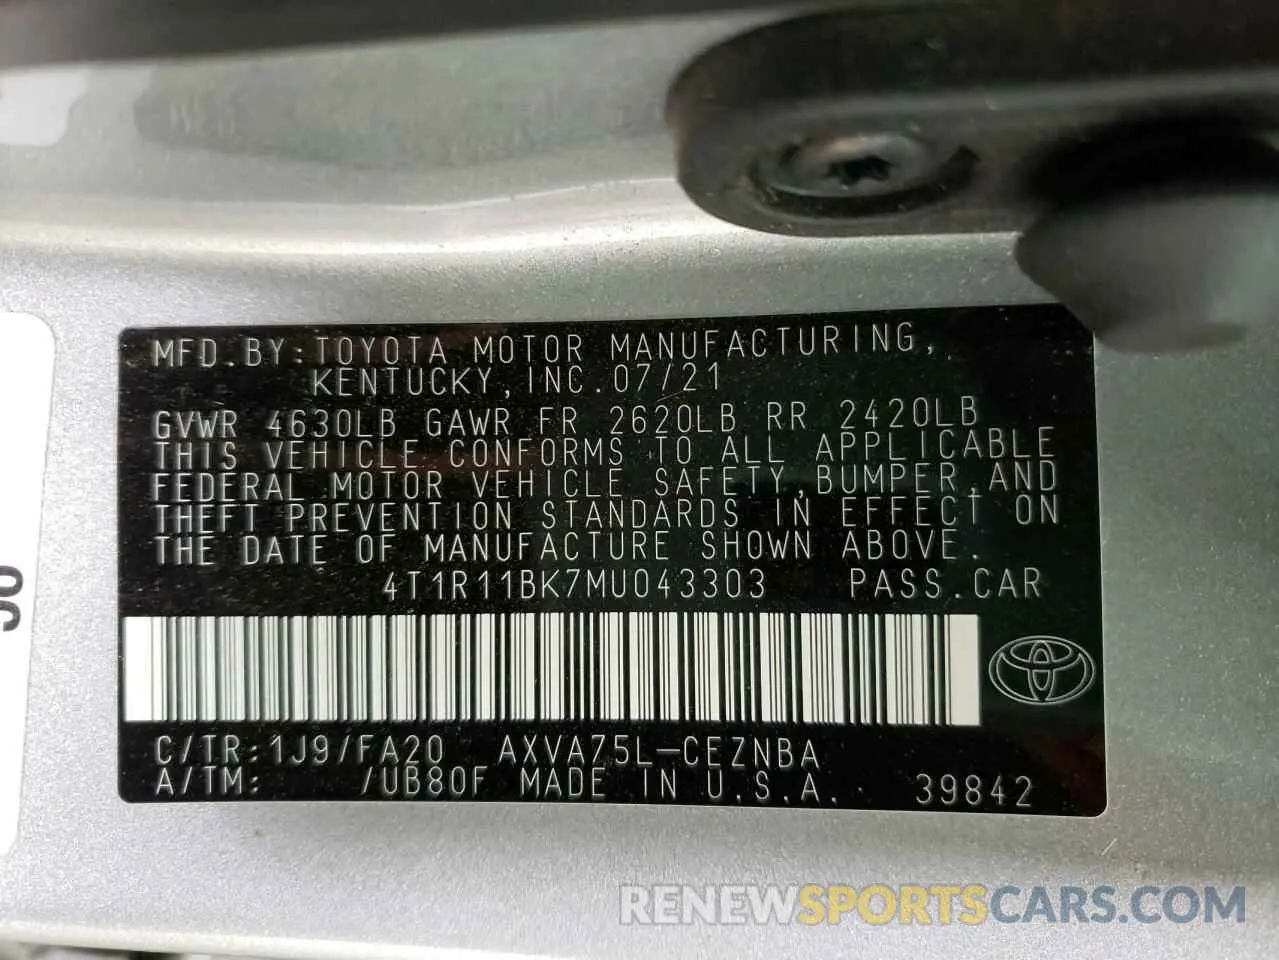 MFD.BY:TOYOTA MOTOR MANUFACTURING,
KENTUCKY,INC.07/21
GVWR 4630LB GAWR FR 2620LB RR 2420LB
THIS VEHICLE CONFORMS TO ALL APPLICABLE
FEDERAL MOTOR VEHICLE SAFETY,BUMPER,AND
THEFT PREVENTION STANDARDS IN EFFECT ON
THE DATE OF MANUFACTURE SHOWN ABOVE.
4T1R11BK7MU043303 PASS.CAR
C/TR:1J9/FA20 AXVA75L-CEZNBA
A/TM: /UB80F MADE IN U.S.A. 39842
RENEWSPORTSCARS.COM